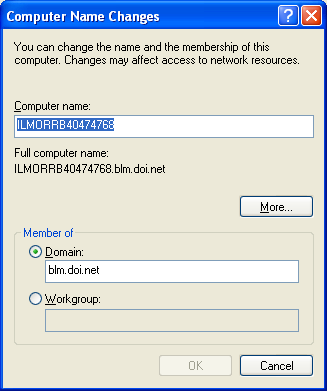 Computer Name Changes
You can change the name and the membership of this
computer. Changes may affect access to network resources.
Computer name:
ILMORRB40474768
Full computer name:
ILMORRB40474768.blm.doi.net
More...
Member of
Domain:
blm.doi.net
Workgroup:
OK Cancel